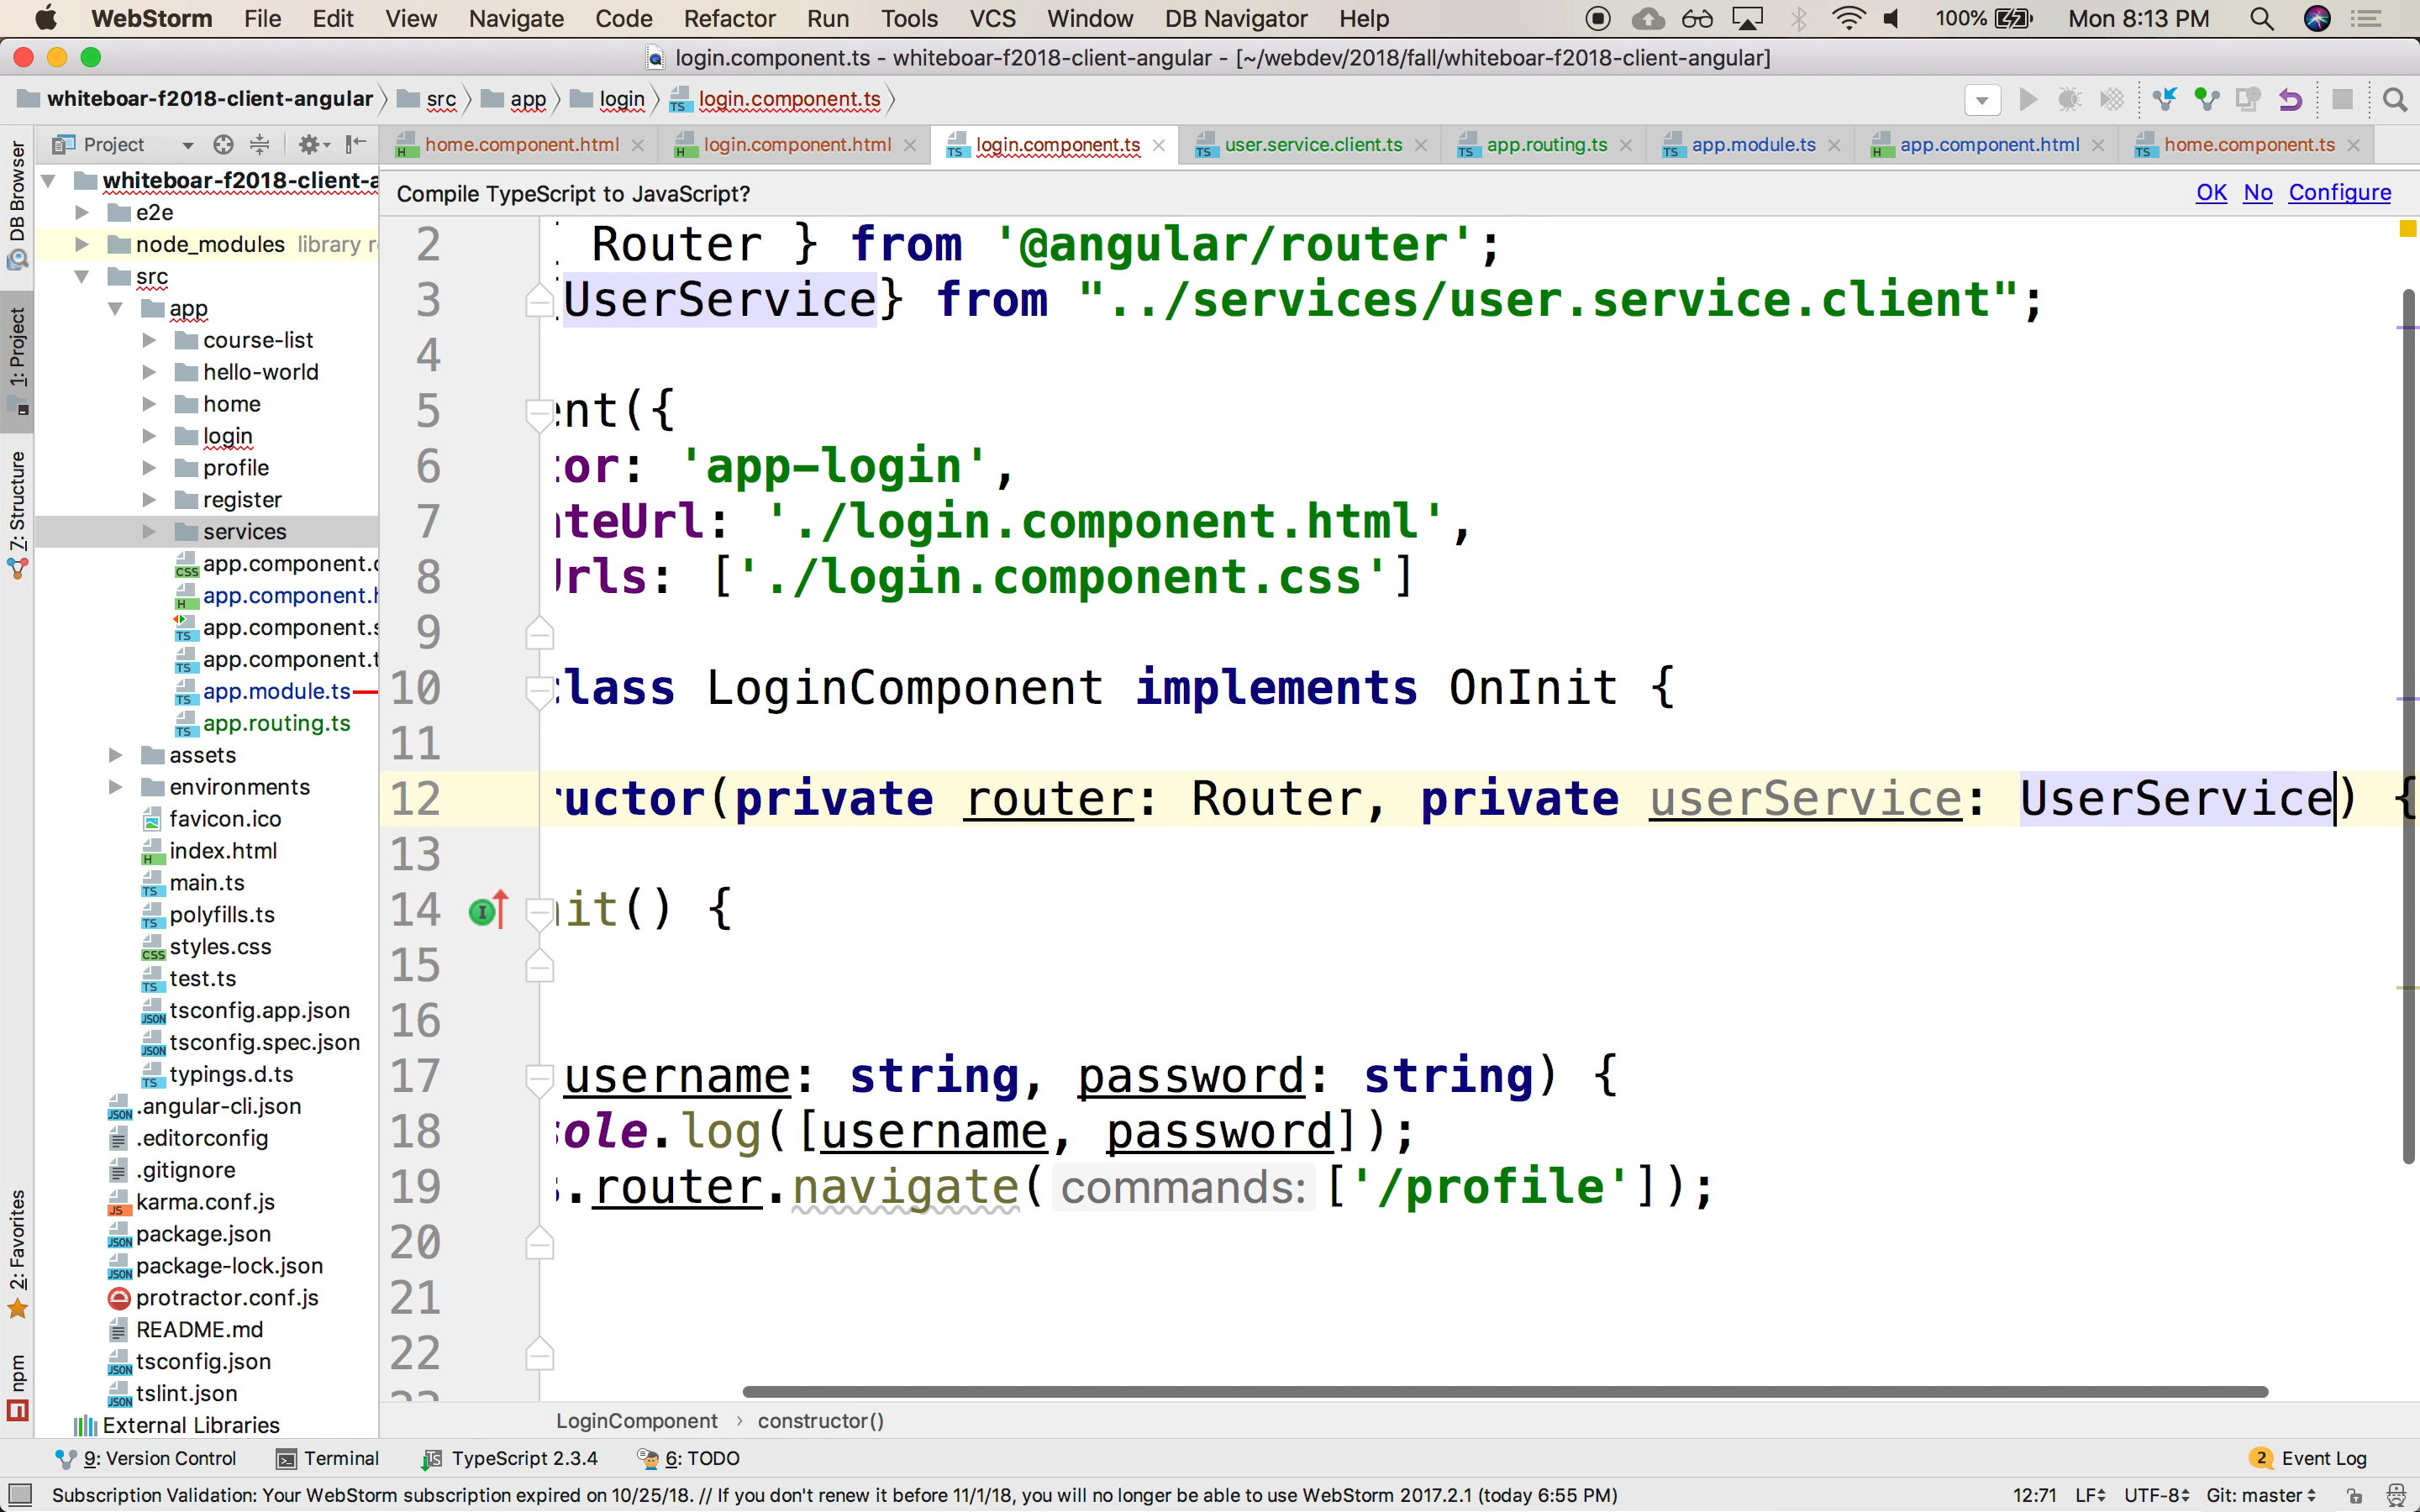 WebStorm File Edit View Navigate Code Refactor Run Tools VCS Window DB Navigator Help 100% Mon 8:13 PM
login.component.ts - whiteboar-f2018-client-angular - [~/webdev/2018/fall/whiteboar-f2018-client-angular]
whiteboar-f2018-client-angular src app login login.component.ts
Project home.component.html login.component.html login.component.ts user.service.client.ts app.routing.ts app.module.ts app.component.html home.component.ts
Compile TypeScript to JavaScript? OK No Configure
DB Browser
1: Project
7: Structure
2: Favorites
npm
whiteboar-f2018-client-a
e2e
node_modules library r
src
app
course-list
hello-world
home
login
profile
register
services
app.component.c
app.component.h
app.component.s
app.component.t
app.module.ts
app.routing.ts
assets
environments
favicon.ico
index.html
main.ts
polyfills.ts
styles.css
test.ts
tsconfig.app.json
tsconfig.spec.json
typings.d.ts
.angular-cli.json
.editorconfig
.gitignore
karma.conf.js
package.json
package-lock.json
protractor.conf.js
README.md
tsconfig.json
tslint.json
External Libraries
2 Router } from '@angular/router';
3 {UserService} from "../services/user.service.client";
4
5 ent({
6 tor: 'app-login',
7 ateUrl: './login.component.html',
8 Urls: ['./login.component.css']
9
10 class LoginComponent implements OnInit {
11
12 ructor(private router: Router, private userService: UserService) {
13
14 nit() {
15
16
17 username: string, password: string) {
18 sole.log([username, password]);
19 s.router.navigate( commands: ['/profile']);
20
21
22
23
LoginComponent › constructor()
9: Version Control Terminal TypeScript 2.3.4 6: TODO 2 Event Log
Subscription Validation: Your WebStorm subscription expired on 10/25/18. // If you don't renew it before 11/1/18, you will no longer be able to use WebStorm 2017.2.1 (today 6:55 PM) 12:71 LF UTF-8 Git: master